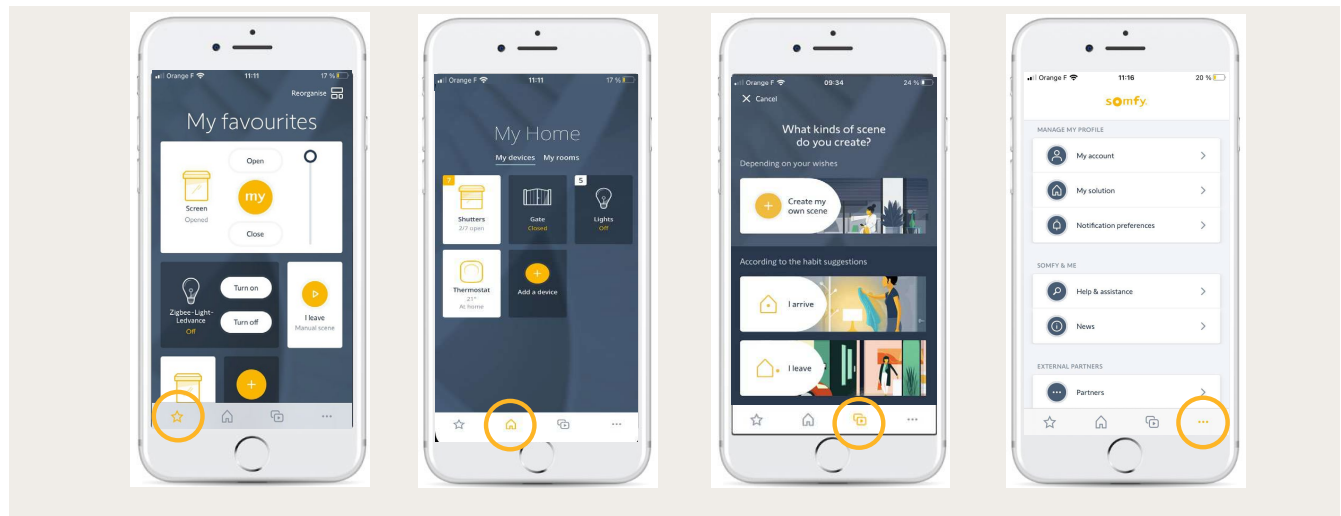 Orange F 11:11 17 %
Reorganise
My favourites
Open
my
Close
Screen
Opened
Turn on
Turn off
Zigbee-Light-
Ledvance
Off
I leave
Manual scene
Orange F 11:11 17 %
My Home
My devices My rooms
7
Shutters
2/7 open
Gate
Closed
5
Lights
Off
Thermostat
21°
At home
Add a device
Orange F 09:34 24 %
Cancel
What kinds of scene
do you create?
Depending on your wishes
Create my
own scene
According to the habit suggestions
I arrive
I leave
Orange F 11:16 20 %
somfy.
MANAGE MY PROFILE
My account
My solution
Notification preferences
SOMFY & ME
Help & assistance
News
EXTERNAL PARTNERS
Partners